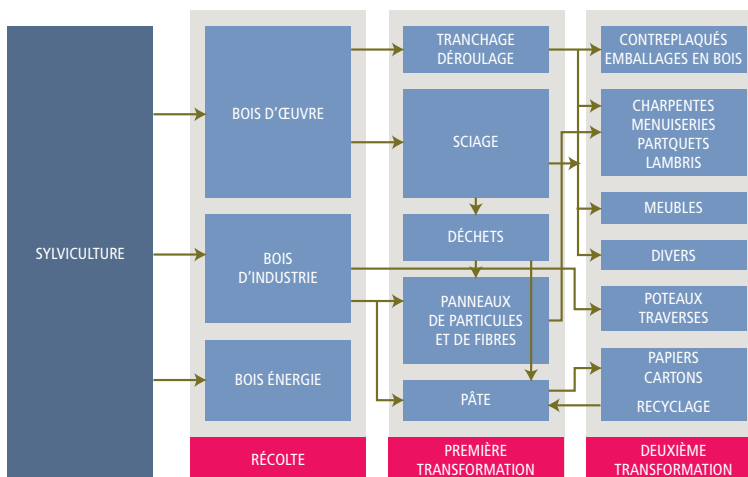 SYLVICULTURE
BOIS D'ŒUVRE
BOIS
D'INDUSTRIE
BOIS ÉNERGIE
RÉCOLTE
TRANCHAGE
DÉROULAGE
SCIAGE
DÉCHETS
PANNEAUX
DE PARTICULES
ET DE FIBRES
PÂTE
PREMIÈRE
TRANSFORMATION
CONTREPLAQUÉS
EMBALLAGES EN BOIS
CHARPENTES
MENUISERIES
PARTQUETS
LAMBRIS
MEUBLES
DIVERS
POTEAUX
TRAVERSES
PAPIERS
CARTONS
RECYCLAGE
DEUXIÈME
TRANSFORMATION